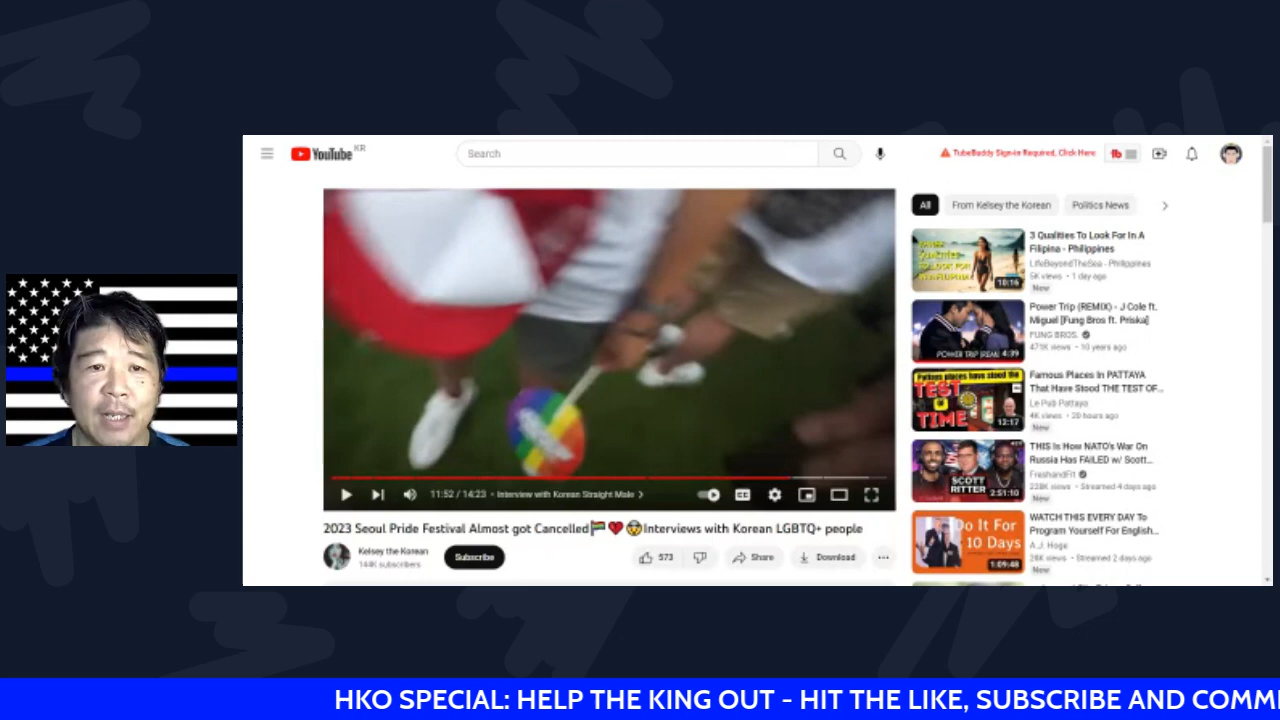 YouTube KR
Search
TubeBuddy Sign-in Required, Click Here
tb
All
From Kelsey the Korean
Politics News
11:52 / 14:23 • Interview with Korean Straight Male
CC
2023 Seoul Pride Festival Almost got Cancelled🏳️‍🌈❤️😨Interviews with Korean LGBTQ+ people
Kelsey the Korean
144K subscribers
Subscribe
573
Share
Download
10:16
3 Qualities To Look For In A
Filipina - Philippines
LifeBeyondTheSea - Philippines
5K views • 1 day ago
New
POWER TRIP
4:39
Power Trip (REMIX) - J Cole ft.
Miguel [Fung Bros ft. Priska]
FUNG BROS.
10 years ago
Pattaya places have stood the
TEST
OF
TIME
12:17
Famous Places In PATTAYA
That Have Stood THE TEST OF...
Le Pub Pattaya
4K views • 20 hours ago
New
SCOTT
RITTER
2:51:10
THIS Is How NATO's War On
Russia Has FAILED w/ Scott...
FreshandFit
Streamed 4 days ago
New
Do It For
10 Days
1:09:48
WATCH THIS EVERY DAY To
Program Yourself For English...
A.J. Hoge
Streamed 2 days ago
New
HKO SPECIAL: HELP THE KING OUT - HIT THE LIKE, SUBSCRIBE AND COMM